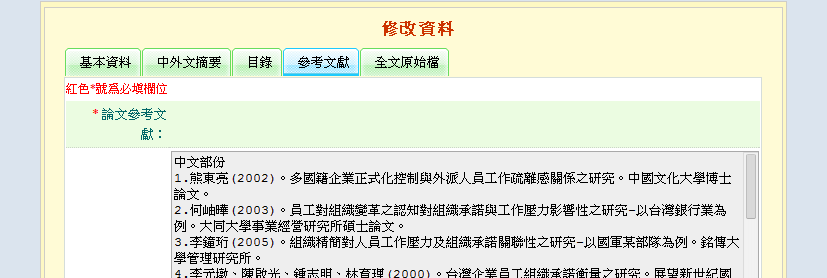 修改資料
基本資料 中外文摘要 目錄 參考文獻 全文原始檔
紅色*號為必填欄位
*論文參考文
獻：
中文部份
1.熊東亮(2002)。多國籍企業正式化控制與外派人員工作疏離感關係之研究。中國文化大學博士
論文。
2.何岫曄(2003)。員工對組織變革之認知對組織承諾與工作壓力影響性之研究-以台灣銀行業為
例。大同大學事業經營研究所碩士論文。
3.李鐘珩(2005)。組織精簡對人員工作壓力及組織承諾關聯性之研究-以國軍某部隊為例。銘傳大
學管理研究所。
4.李元墩、陳啟光、鍾志明、林育理(2000)。台灣企業員工組織承諾衡量之研究。展望新世紀國